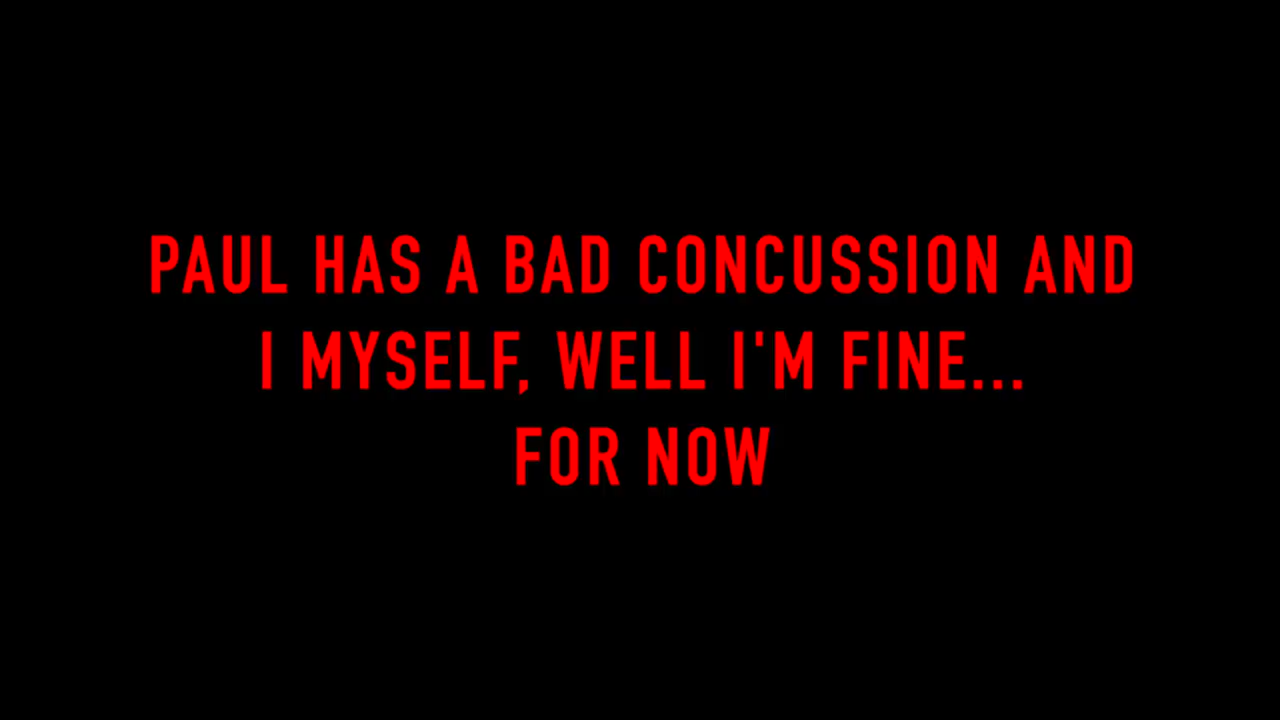 PAUL HAS A BAD CONCUSSION AND
I MYSELF, WELL I'M FINE...
FOR NOW